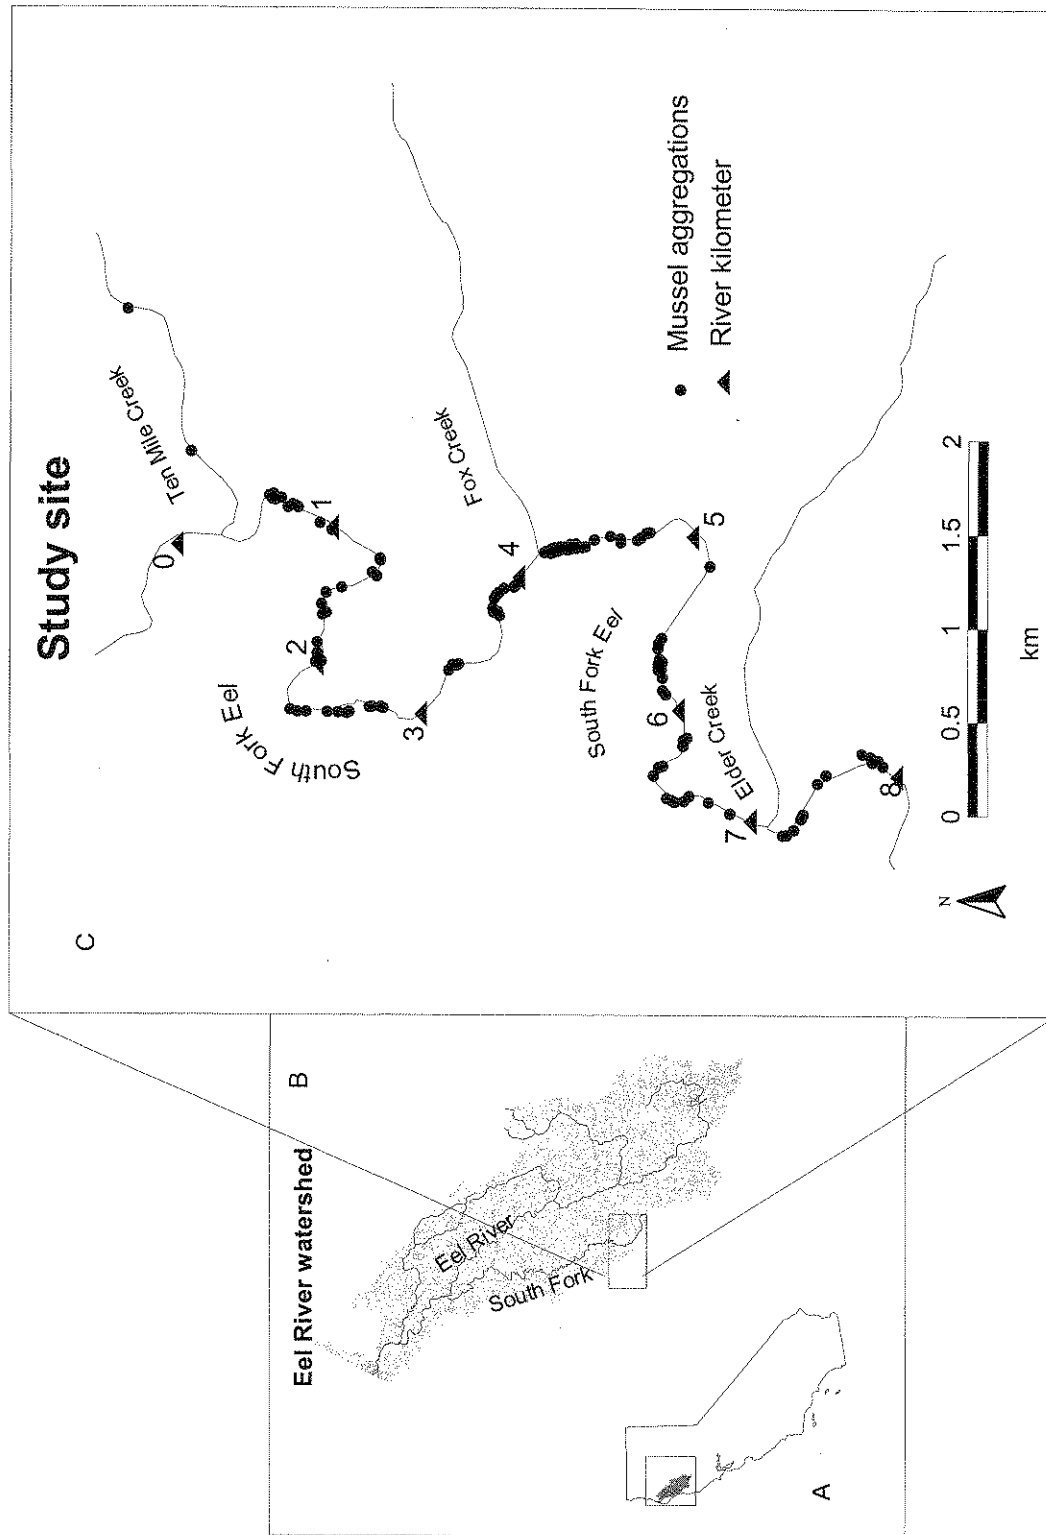 Study site
C
Ten Mile Creek
0
1
2
South Fork Eel
3
4
Fox Creek
South Fork Eel
5
6
Elder Creek
7
8
Mussel aggregations
River kilometer
N
0 0.5 1 1.5 2
km
Eel River watershed
B
Eel River
South Fork
A